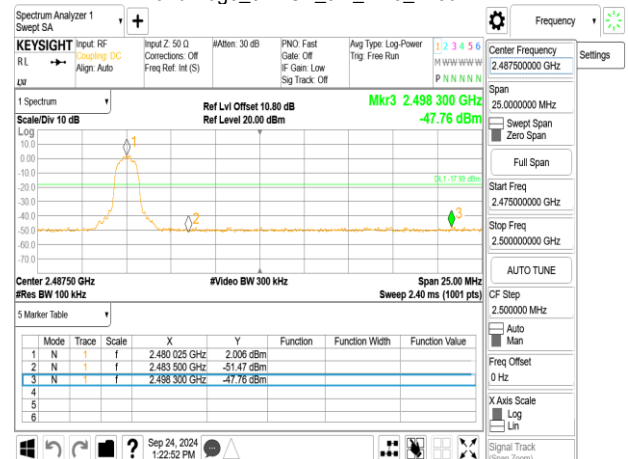 Spectrum Analyzer 1
Swept SA
Frequency
KEYSIGHT
RL
Input: RF
Coupling: DC
Align: Auto
Input Z: 50 Ω
Corrections: Off
Freq Ref: Int (S)
#Atten: 30 dB
PNO: Fast
Gate: Off
IF Gain: Low
Sig Track: Off
Avg Type: Log-Power
Trig: Free Run
1 2 3 4 5 6
M W W W W W
P N N N N N
LXI
Center Frequency
2.487500000 GHz
Settings
Span
25.0000000 MHz
Swept Span
Zero Span
Full Span
Start Freq
2.475000000 GHz
Stop Freq
2.500000000 GHz
AUTO TUNE
CF Step
2.500000 MHz
Auto
Man
Freq Offset
0 Hz
X Axis Scale
Log
Lin
Signal Track
(Span Zoom)
1 Spectrum
Scale/Div 10 dB
Log
Ref Lvl Offset 10.80 dB
Ref Level 20.00 dBm
Mkr3 2.498 300 GHz
-47.76 dBm
10.0
0.00
-10.0
-20.0
-30.0
-40.0
-50.0
-60.0
-70.0
1
2
3
DL1 -17.99 dBm
Center 2.48750 GHz
#Res BW 100 kHz
#Video BW 300 kHz
Span 25.00 MHz
Sweep 2.40 ms (1001 pts)
5 Marker Table
Mode Trace Scale X Y Function Function Width Function Value
1 N 1 f 2.480 025 GHz 2.006 dBm
2 N 1 f 2.483 500 GHz -51.47 dBm
3 N 1 f 2.498 300 GHz -47.76 dBm
4
5
6
?
Sep 24, 2024
1:22:52 PM